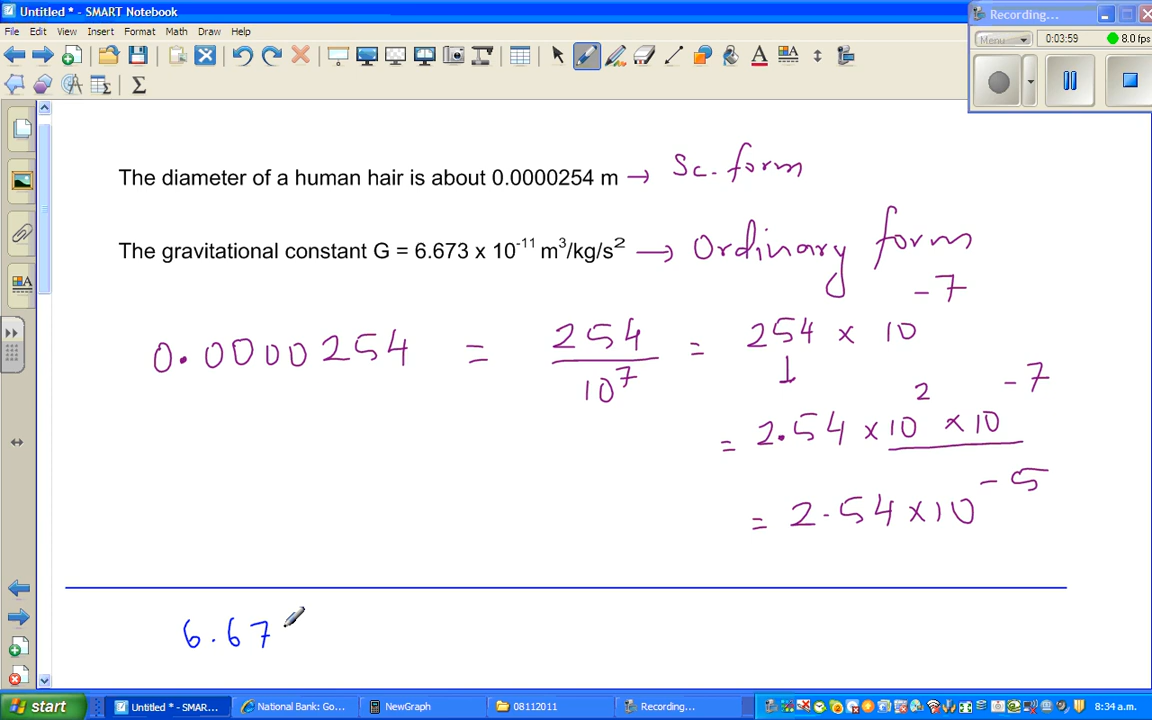 Untitled * - SMART Notebook
Recording...
File Edit View Insert Format Math Draw Help
Menu 0:03:59 8.0 fps
The diameter of a human hair is about 0.0000254 m → Sc. form
The gravitational constant G = 6.673 x 10⁻¹¹ m³/kg/s² → Ordinary form
0.0000254 = 254/10⁷ = 254 × 10⁻⁷
= 2.54 × 10² × 10⁻⁷
= 2.54 × 10⁻⁵
6.67
start Untitled * - SMART... National Bank: Go... NewGraph 08112011 Recording... 8:34 a.m.